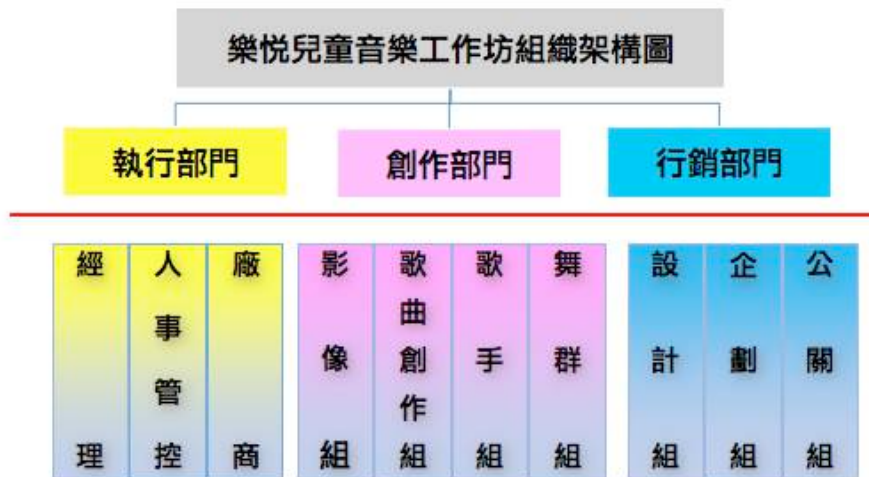 樂悅兒童音樂工作坊組織架構圖
執行部門
創作部門
行銷部門
經理
人事管控
廠商
影像組
歌曲創作組
歌手組
舞群組
設計組
企劃組
公關組